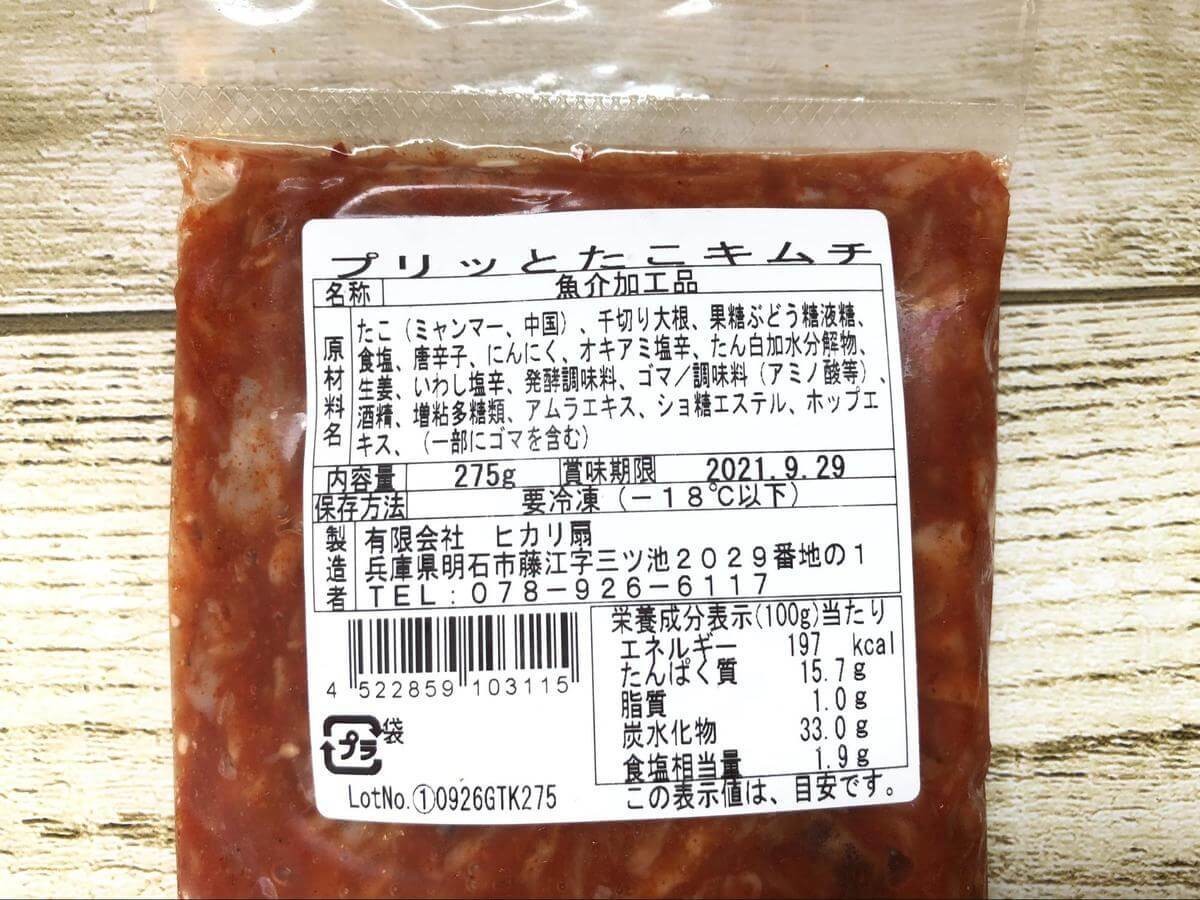 プリッとたこキムチ
名称 魚介加工品
原材料名
たこ（ミャンマー、中国）、千切り大根、果糖ぶどう糖液糖、
食塩、唐辛子、にんにく、オキアミ塩辛、たん白加水分解物、
生姜、いわし塩辛、発酵調味料、ゴマ／調味料（アミノ酸等）、
酒精、増粘多糖類、アムラエキス、ショ糖エステル、ホップエ
キス、（一部にゴマを含む）
内容量 275g 賞味期限 2021.9.29
保存方法 要冷凍（－18℃以下）
製造者
有限会社 ヒカリ扇
兵庫県明石市藤江字三ツ池２０２９番地の１
ＴＥＬ：０７８－９２６－６１１７
栄養成分表示(100g)当たり
エネルギー 197 kcal
たんぱく質 15.7g
脂質 1.0g
炭水化物 33.0g
食塩相当量 1.9g
この表示値は、目安です。
4 522859 103115
プラ 袋
LotNo.①0926GTK275